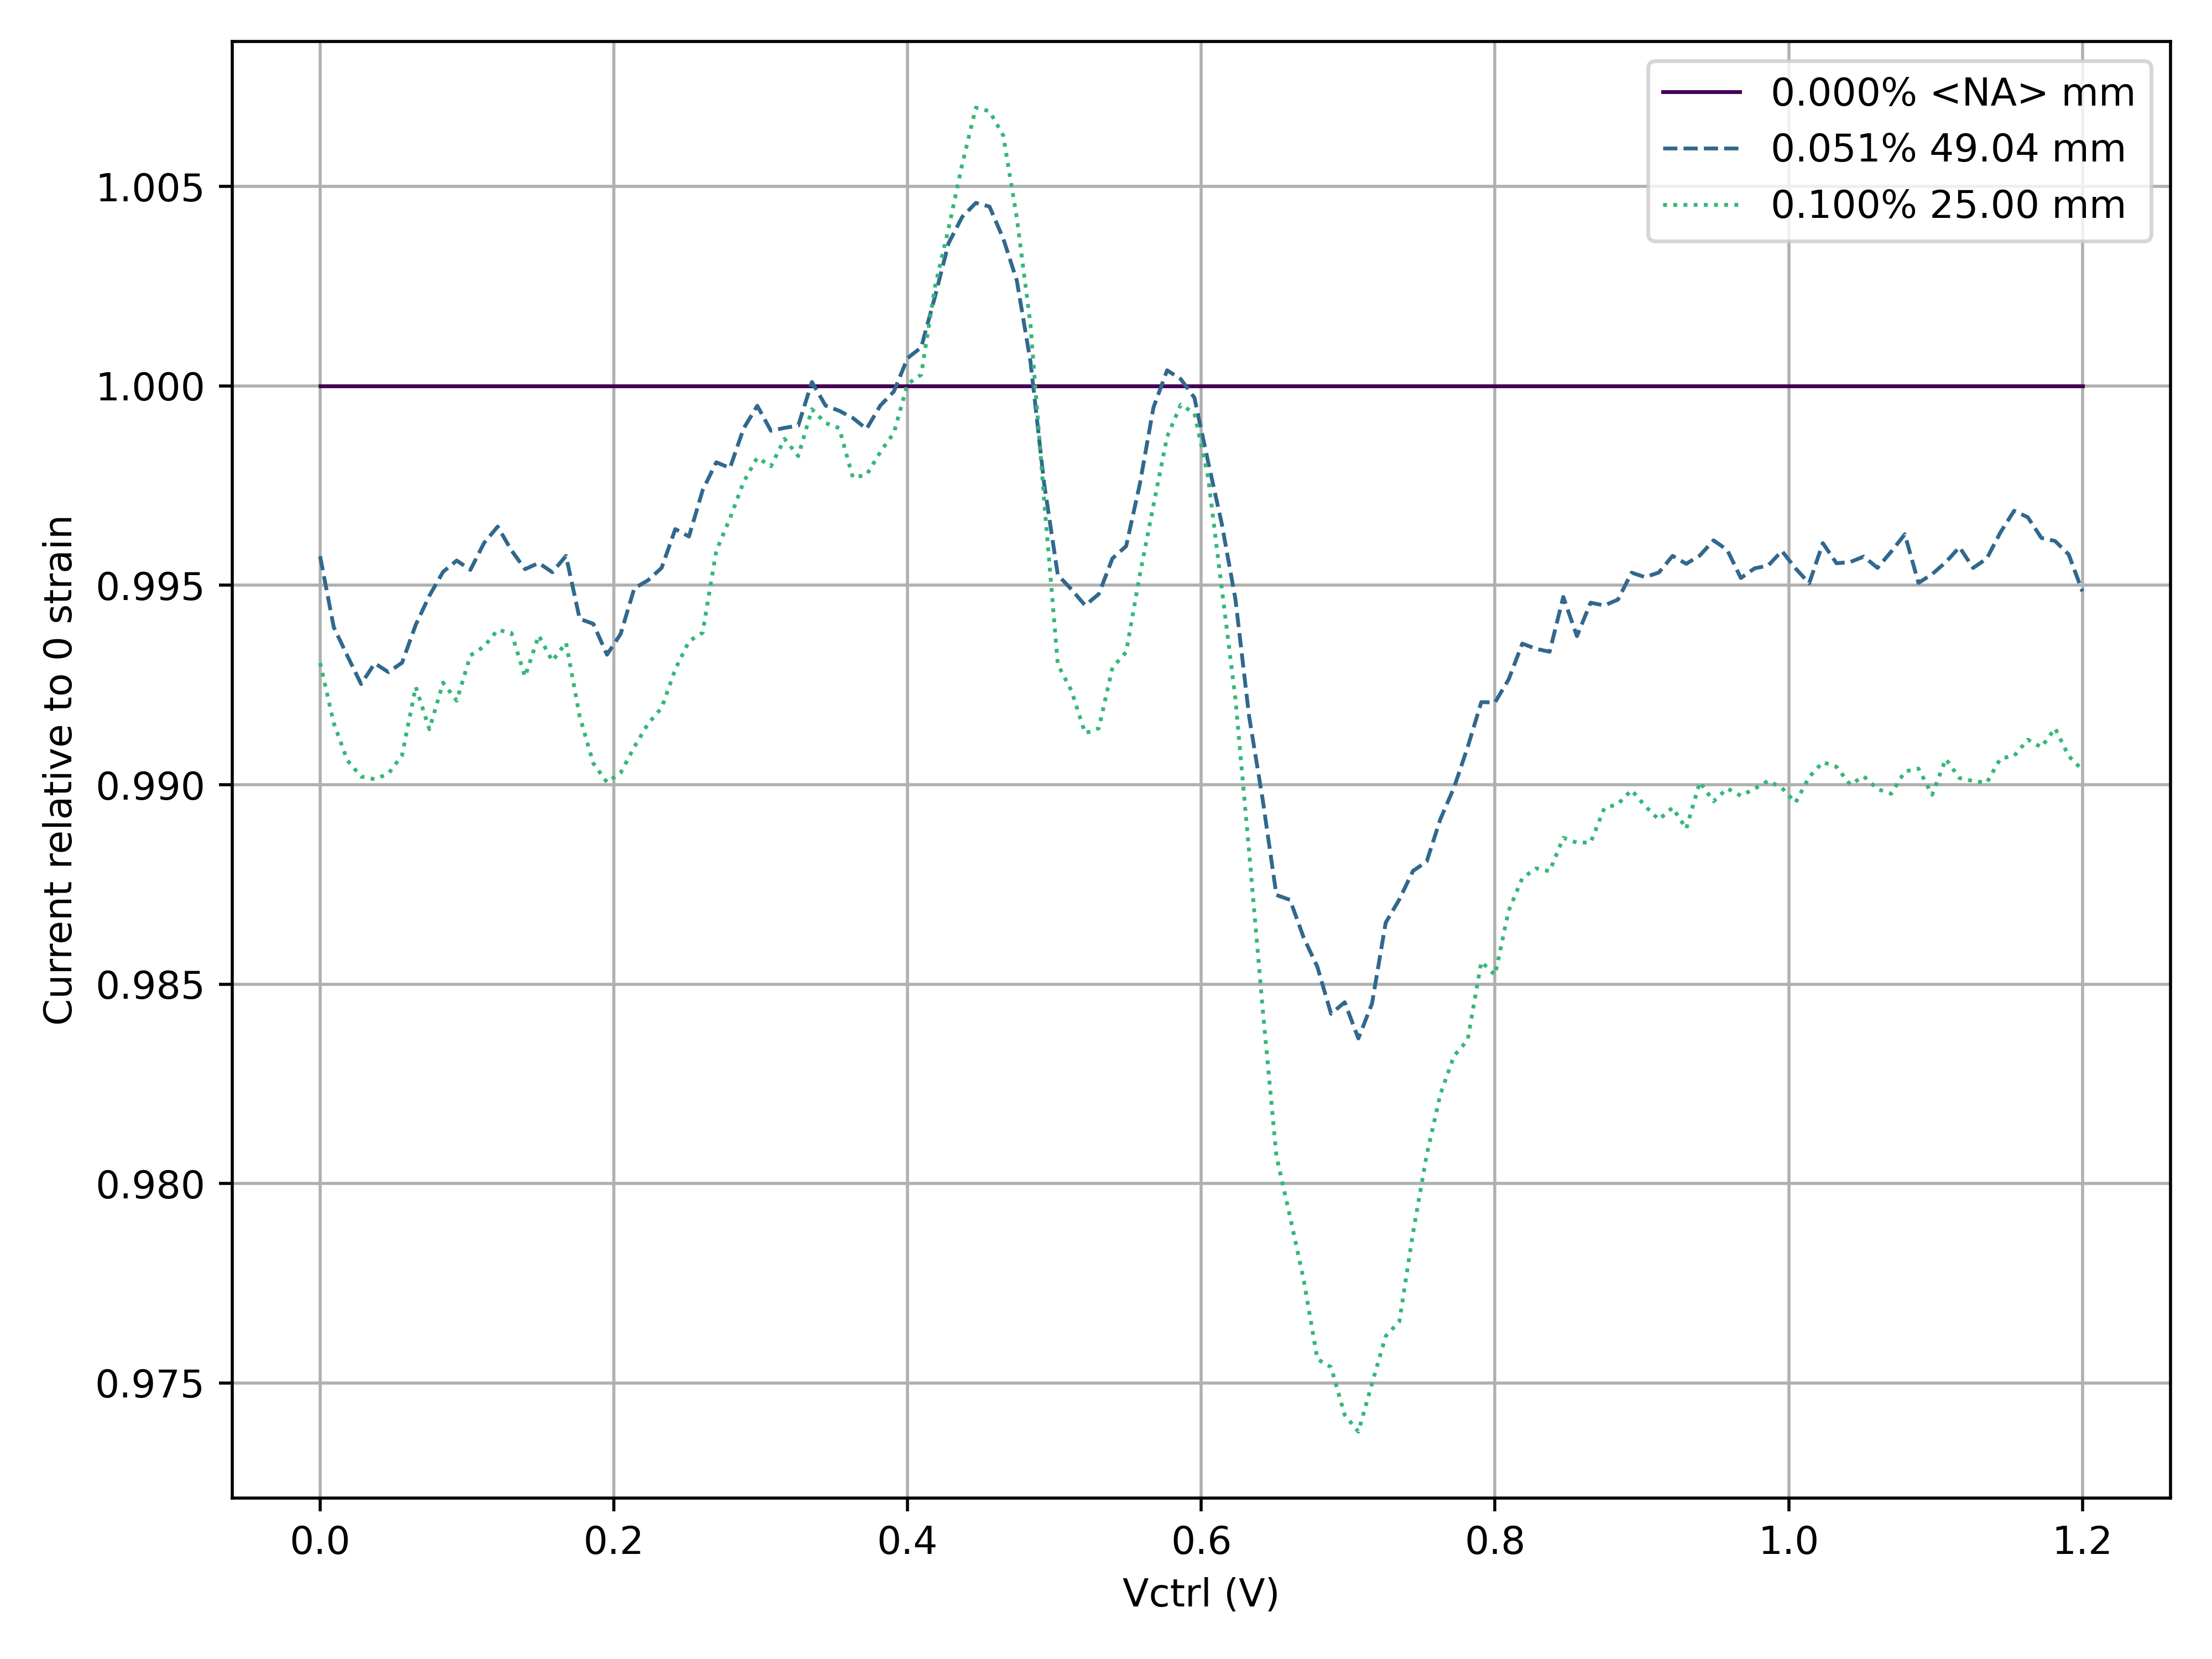 0.000% <NA> mm
0.051% 49.04 mm
0.100% 25.00 mm
1.005
1.000
0.995
0.990
0.985
0.980
0.975
Current relative to 0 strain
0.0 0.2 0.4 0.6 0.8 1.0 1.2
Vctrl (V)